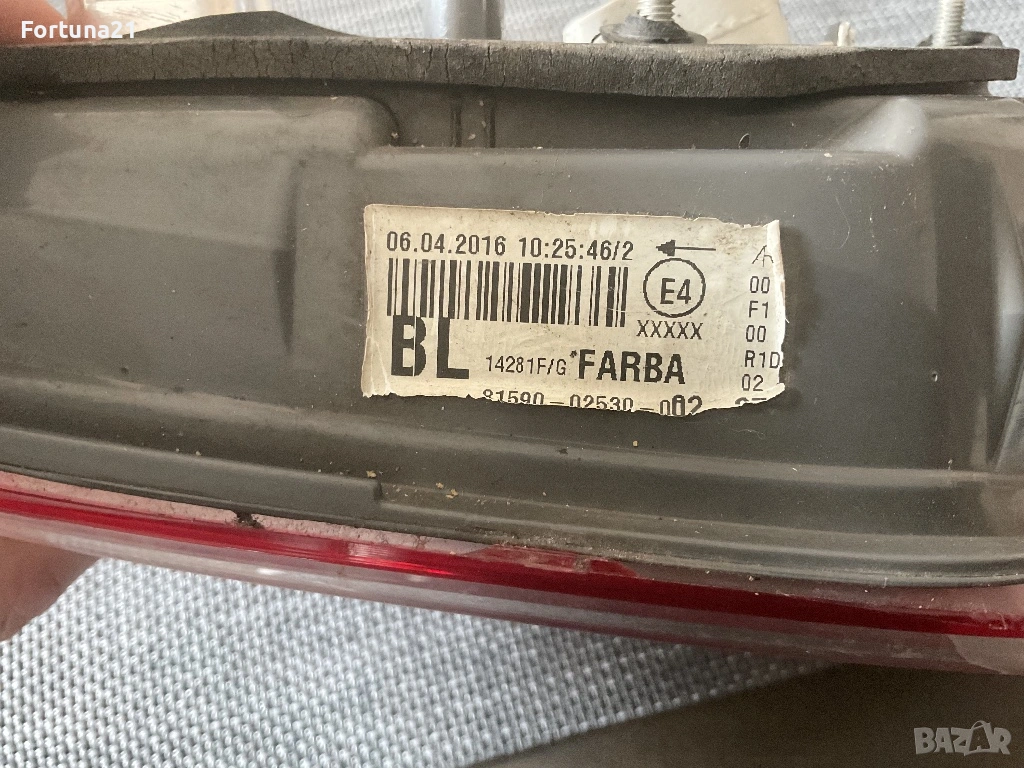 Fortuna21
06.04.2016 10:25:46/2
E4
XXXXX
BL 14281F/G *FARBA
81590-02530-002
00
F1
00
R1D
02
BAZAR